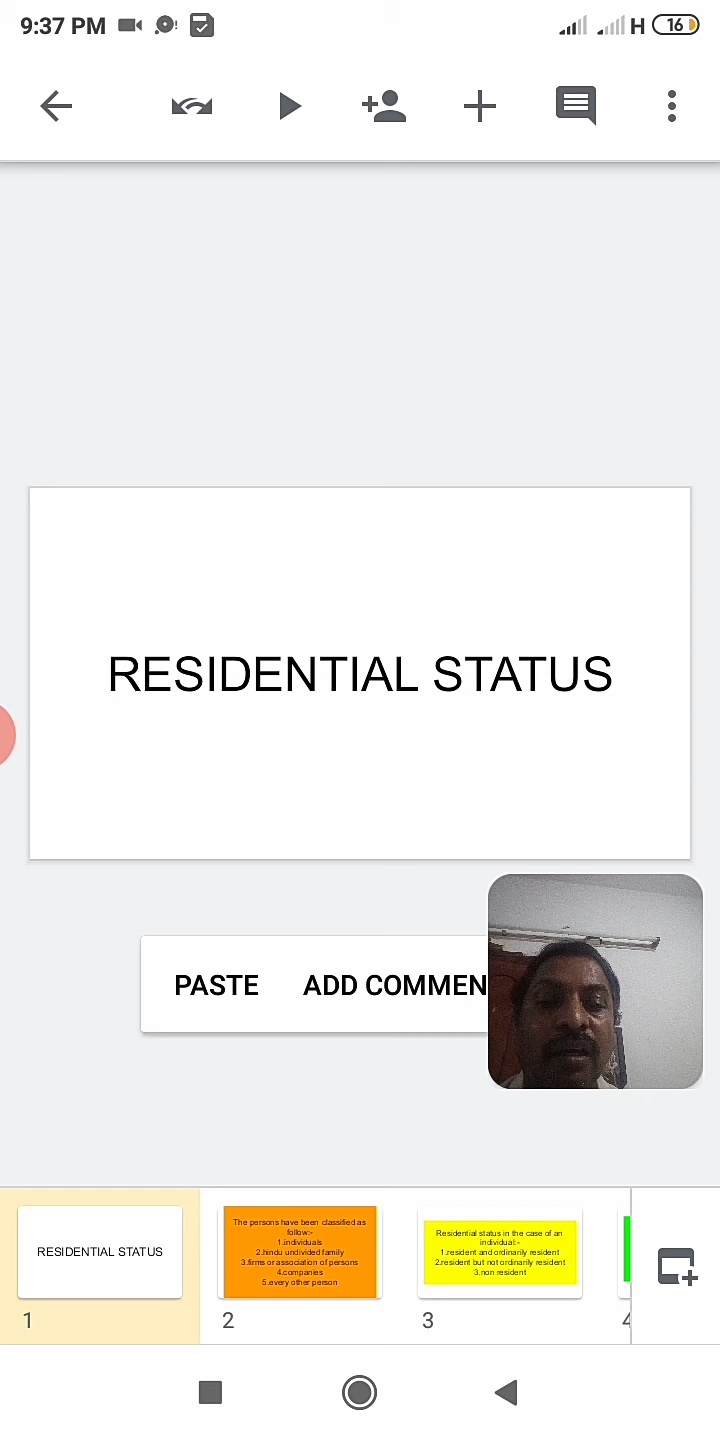 9:37 PM
H
16
RESIDENTIAL STATUS
PASTE ADD COMMEN
RESIDENTIAL STATUS
The persons have been classified as
follow:-
1.individuals
2.hindu undivided family
3.firms or association of persons
4.companies
5.every other person
Residential status in the case of an
individual:-
1.resident and ordinarily resident
2.resident but not ordinarily resident
3.non resident
1
2
3
4